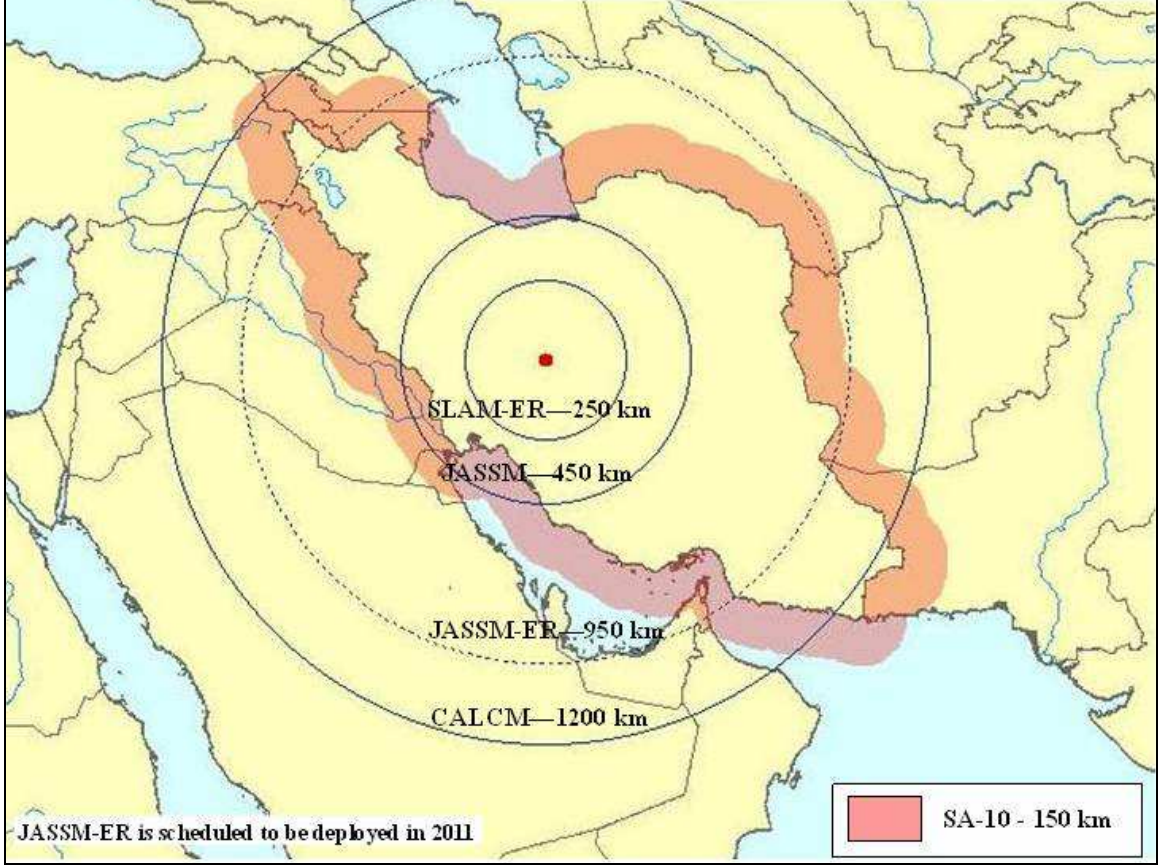 SLAM-ER—250 km
JASSM—450 km
JASSM-ER—950 km
CALCM—1200 km
SA-10 - 150 km
JASSM-ER is scheduled to be deployed in 2011